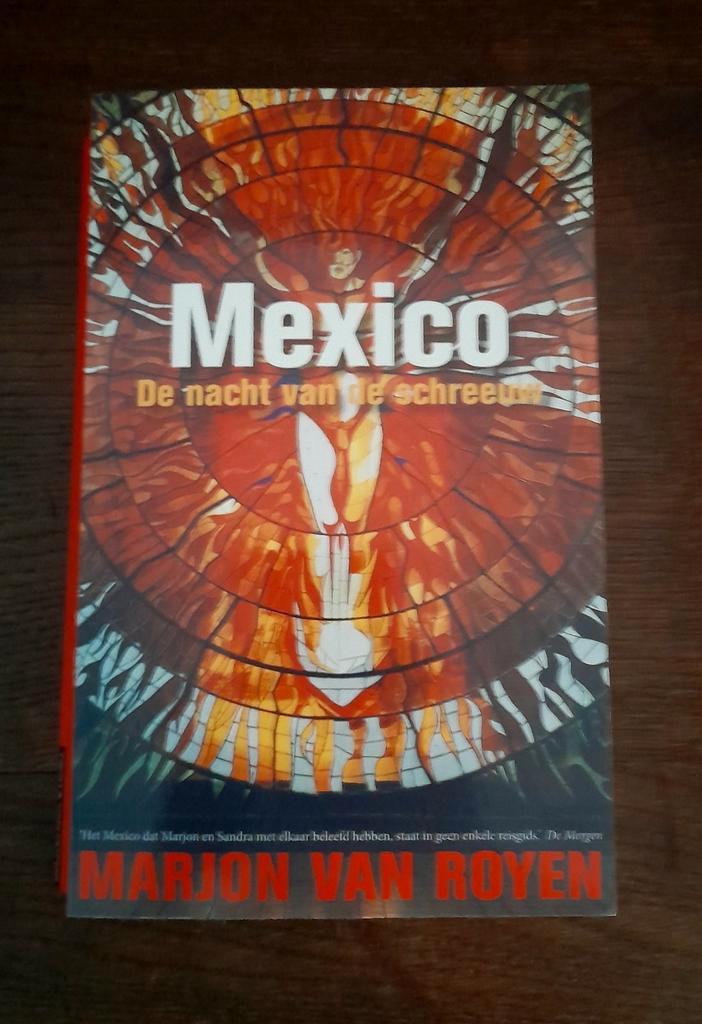 Mexico
De nacht van de schreeuw
'Het Mexico dat Marjon en Sandra met elkaar beleefd hebben, staat in geen enkele reisgids.' De Morgen
MARJON VAN ROYEN